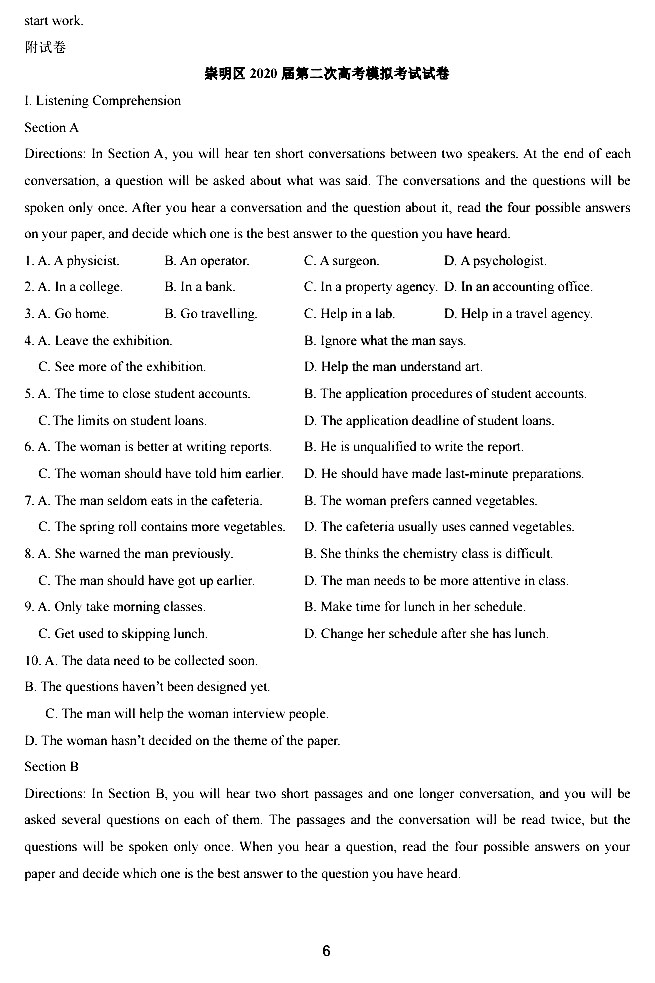 start work.
附试卷
崇明区 2020 届第二次高考模拟考试试卷
I. Listening Comprehension
Section A
Directions: In Section A, you will hear ten short conversations between two speakers. At the end of each
conversation, a question will be asked about what was said. The conversations and the questions will be
spoken only once. After you hear a conversation and the question about it, read the four possible answers
on your paper, and decide which one is the best answer to the question you have heard.
1. A. A physicist. B. An operator. C. A surgeon. D. A psychologist.
2. A. In a college. B. In a bank. C. In a property agency. D. In an accounting office.
3. A. Go home. B. Go travelling. C. Help in a lab. D. Help in a travel agency.
4. A. Leave the exhibition. B. Ignore what the man says.
C. See more of the exhibition. D. Help the man understand art.
5. A. The time to close student accounts. B. The application procedures of student accounts.
C.The limits on student loans. D. The application deadline of student loans.
6. A. The woman is better at writing reports. B. He is unqualified to write the report.
C. The woman should have told him earlier. D. He should have made last-minute preparations.
7. A. The man seldom eats in the cafeteria. B. The woman prefers canned vegetables.
C. The spring roll contains more vegetables. D. The cafeteria usually uses canned vegetables.
8. A. She warned the man previously. B. She thinks the chemistry class is difficult.
C. The man should have got up earlier. D. The man needs to be more attentive in class.
9. A. Only take morning classes. B. Make time for lunch in her schedule.
C. Get used to skipping lunch. D. Change her schedule after she has lunch.
10. A. The data need to be collected soon.
B. The questions haven't been designed yet.
C. The man will help the woman interview people.
D. The woman hasn't decided on the theme of the paper.
Section B
Directions: In Section B, you will hear two short passages and one longer conversation, and you will be
asked several questions on each of them. The passages and the conversation will be read twice, but the
questions will be spoken only once. When you hear a question, read the four possible answers on your
paper and decide which one is the best answer to the question you have heard.
6